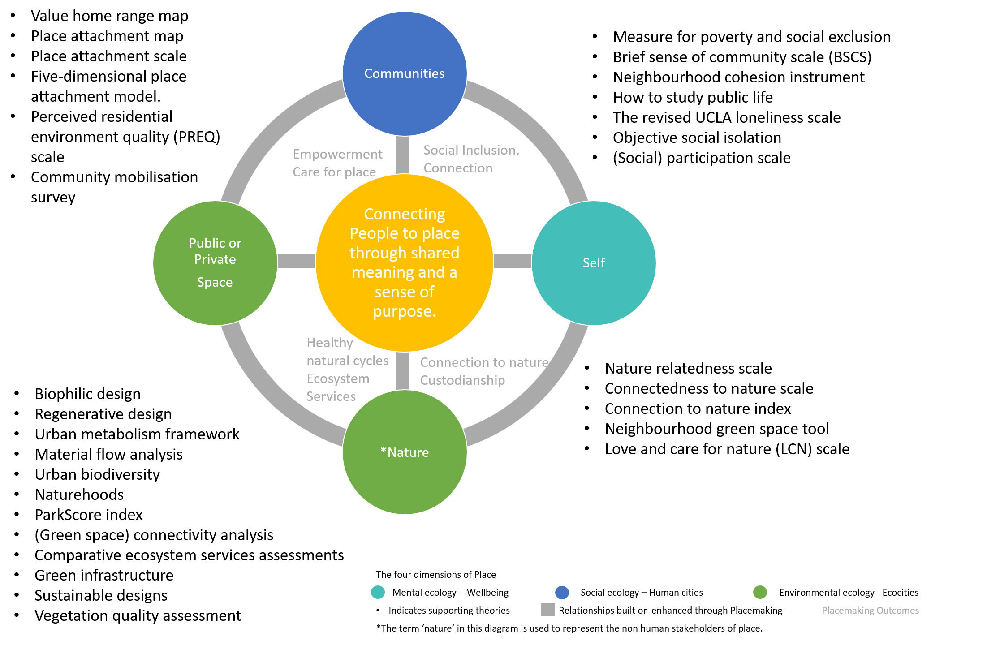 • Value home range map
• Place attachment map
• Place attachment scale
• Five-dimensional place
attachment model.
• Perceived residential
environment quality (PREQ)
scale
• Community mobilisation
survey
Communities
• Measure for poverty and social exclusion
• Brief sense of community scale (BSCS)
• Neighbourhood cohesion instrument
• How to study public life
• The revised UCLA loneliness scale
• Objective social isolation
• (Social) participation scale
Empowerment
Care for place
Social Inclusion,
Connection
Public or
Private
Space
Connecting
People to place
through shared
meaning and a
sense of
purpose.
Self
Healthy
natural cycles
Ecosystem
Services
Connection to nature
Custodianship
*Nature
• Nature relatedness scale
• Connectedness to nature scale
• Connection to nature index
• Neighbourhood green space tool
• Love and care for nature (LCN) scale
• Biophilic design
• Regenerative design
• Urban metabolism framework
• Material flow analysis
• Urban biodiversity
• Naturehoods
• ParkScore index
• (Green space) connectivity analysis
• Comparative ecosystem services assessments
• Green infrastructure
• Sustainable designs
• Vegetation quality assessment
The four dimensions of Place
Mental ecology - Wellbeing
Social ecology – Human cities
Environmental ecology - Ecocities
• Indicates supporting theories
Relationships built or enhanced through Placemaking
Placemaking Outcomes
*The term ‘nature’ in this diagram is used to represent the non human stakeholders of place.